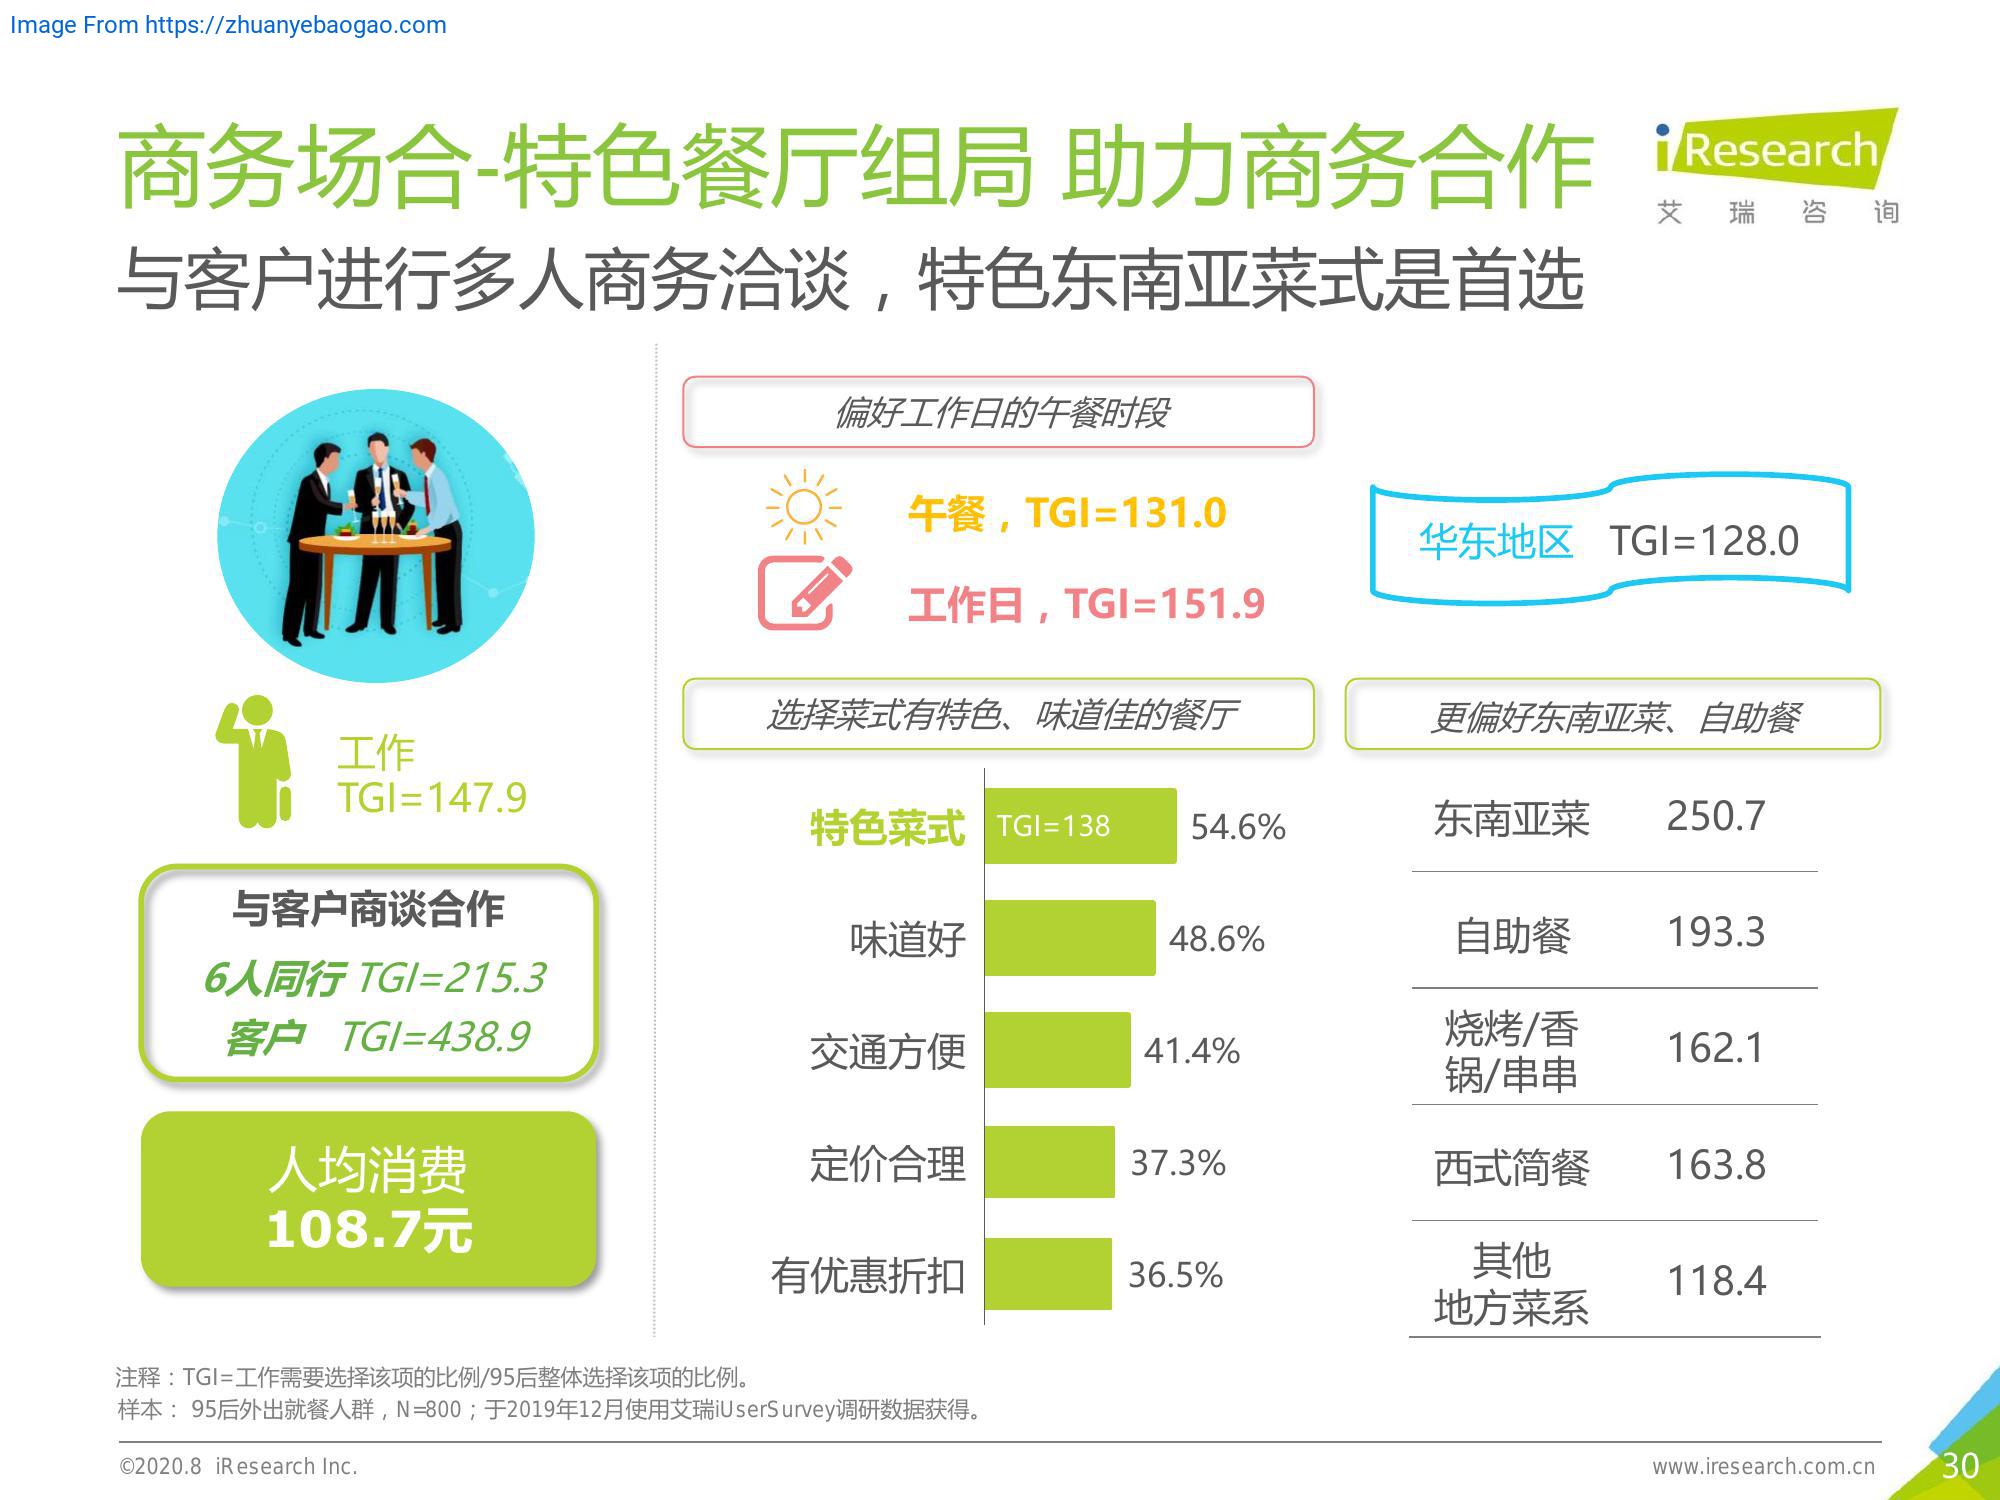 Image From https://zhuanyebaogao.com
商务场合-特色餐厅组局 助力商务合作
iResearch
艾 瑞 咨 询
与客户进行多人商务洽谈，特色东南亚菜式是首选
工作
TGI=147.9
与客户商谈合作
6人同行 TGI=215.3
客户 TGI=438.9
人均消费
108.7元
偏好工作日的午餐时段
午餐，TGI=131.0
工作日，TGI=151.9
华东地区 TGI=128.0
选择菜式有特色、味道佳的餐厅
特色菜式 TGI=138 54.6%
味道好 48.6%
交通方便 41.4%
定价合理 37.3%
有优惠折扣 36.5%
更偏好东南亚菜、自助餐
东南亚菜 250.7
自助餐 193.3
烧烤/香
锅/串串 162.1
西式简餐 163.8
其他
地方菜系 118.4
注释：TGI=工作需要选择该项的比例/95后整体选择该项的比例。
样本： 95后外出就餐人群，N=800；于2019年12月使用艾瑞iUserSurvey调研数据获得。
©2020.8 iResearch Inc.
www.iresearch.com.cn
30